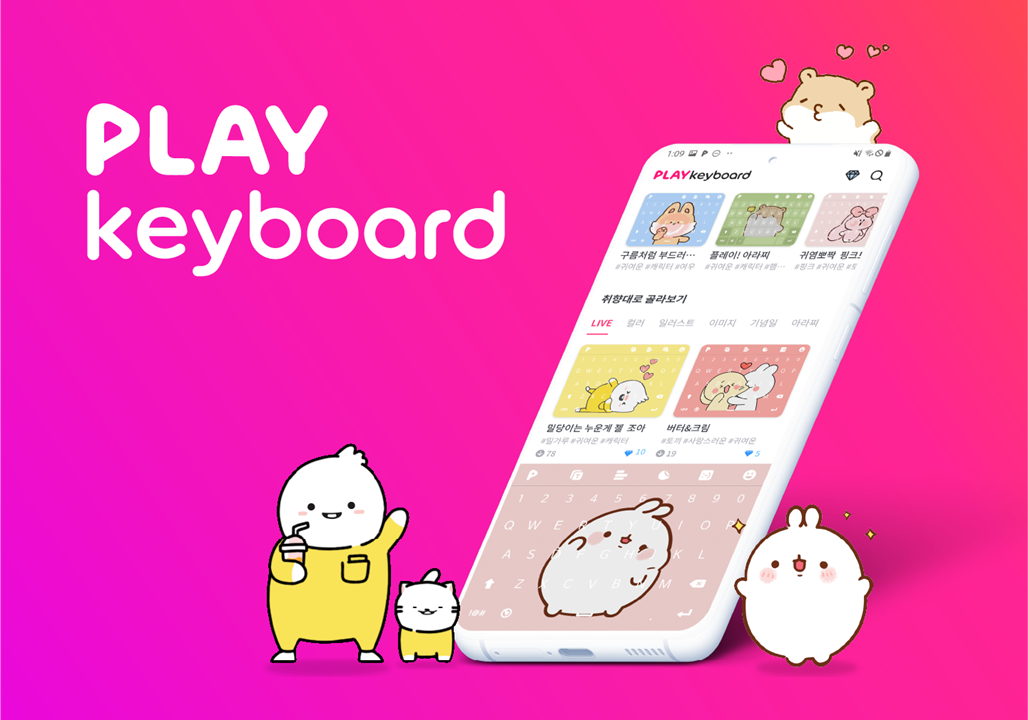 PLAY
keyboard
1:09
PLAYkeyboard
구름처럼 부드러… 플레이! 아라찌 귀염뽀짝 핑크
#귀여운 #캐릭터 #여우 #귀여운 #캐릭터 #햄… #핑크 #귀여운
취향대로 골라보기
LIVE 컬러 일러스트 이미지 기념일 아라찌
밀당이는 누운게 젤 조아 버터&크림
#밀가루 #귀여운 #캐릭터 #토끼 #사랑스러운 #귀여운
78 10 19 5
1 2 3 4 5 6 7 8 9 0
Q W E R T Y U I O P
A S D F G H J K L
Z X C V B N M
!@#